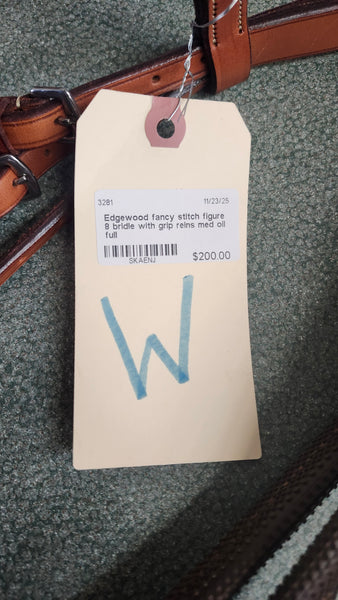 3281 11/23/25
Edgewood fancy stitch figure
8 bridle with grip reins med oil
full
SKAENJ $200.00
W